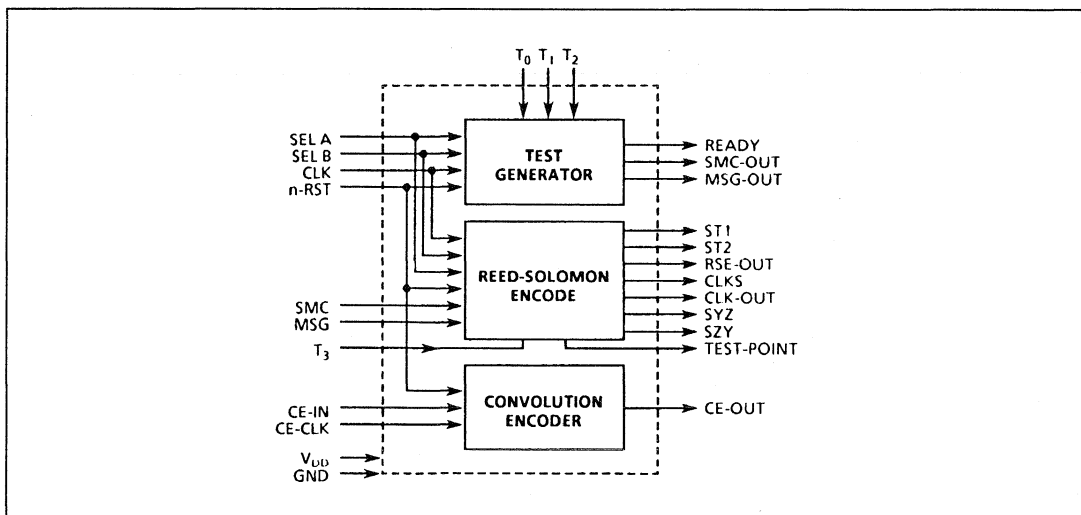 T0 T1 T2
SEL A
SEL B
CLK
n-RST
TEST
GENERATOR
READY
SMC-OUT
MSG-OUT
SMC
MSG
T3
REED-SOLOMON
ENCODE
ST1
ST2
RSE-OUT
CLKS
CLK-OUT
SYZ
SZY
TEST-POINT
CE-IN
CE-CLK
CONVOLUTION
ENCODER
CE-OUT
VDD
GND